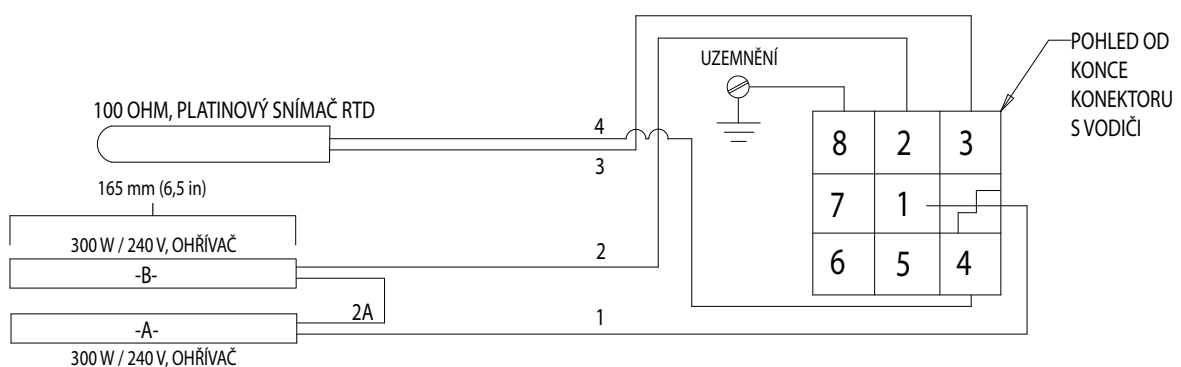 UZEMNĚNÍ
POHLED OD
KONCE
KONEKTORU
S VODIČI
100 OHM, PLATINOVÝ SNÍMAČ RTD
4
3
8 2 3
7 1
6 5 4
165 mm (6,5 in)
300 W / 240 V, OHŘÍVAČ
-B-
2
2A
-A-
1
300 W / 240 V, OHŘÍVAČ